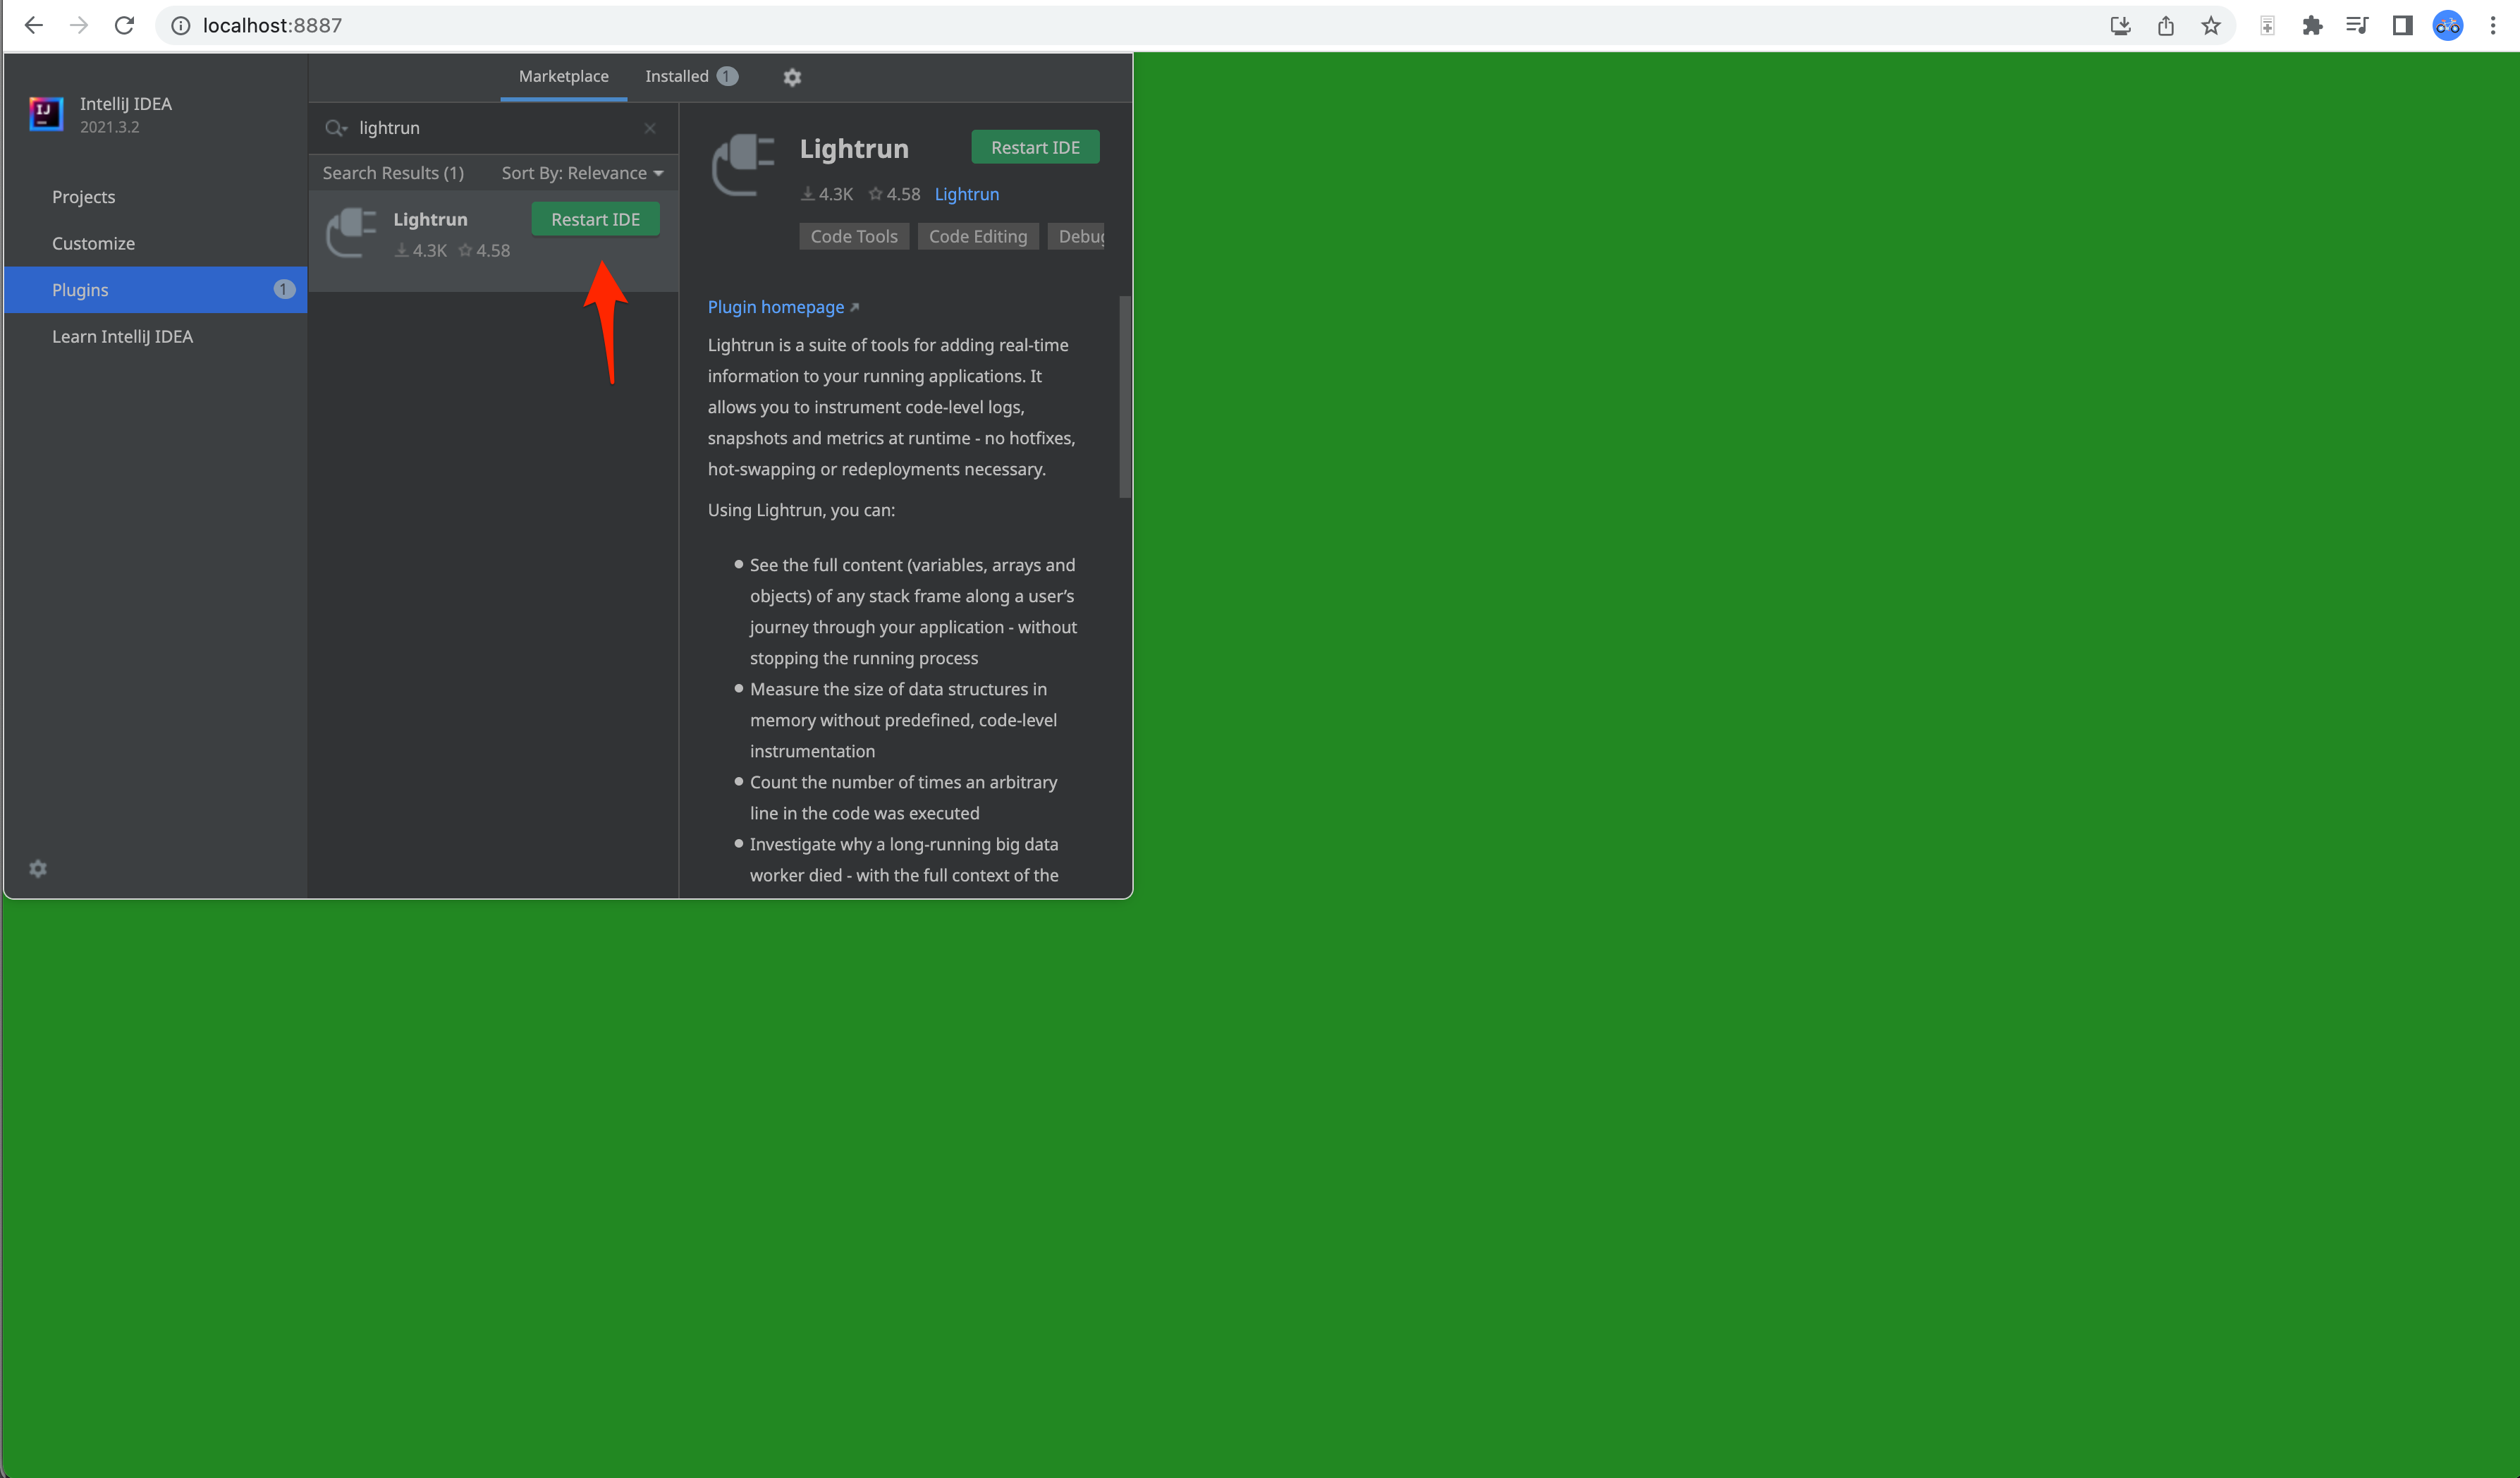 localhost:8887
IntelliJ IDEA
2021.3.2
Projects
Customize
Plugins 1
Learn IntelliJ IDEA
Marketplace Installed 1
lightrun
Search Results (1) Sort By: Relevance
Lightrun Restart IDE
4.3K 4.58
Lightrun Restart IDE
4.3K 4.58 Lightrun
Code Tools Code Editing Debug
Plugin homepage
Lightrun is a suite of tools for adding real-time
information to your running applications. It
allows you to instrument code-level logs,
snapshots and metrics at runtime - no hotfixes,
hot-swapping or redeployments necessary.
Using Lightrun, you can:
See the full content (variables, arrays and
objects) of any stack frame along a user’s
journey through your application - without
stopping the running process
Measure the size of data structures in
memory without predefined, code-level
instrumentation
Count the number of times an arbitrary
line in the code was executed
Investigate why a long-running big data
worker died - with the full context of the